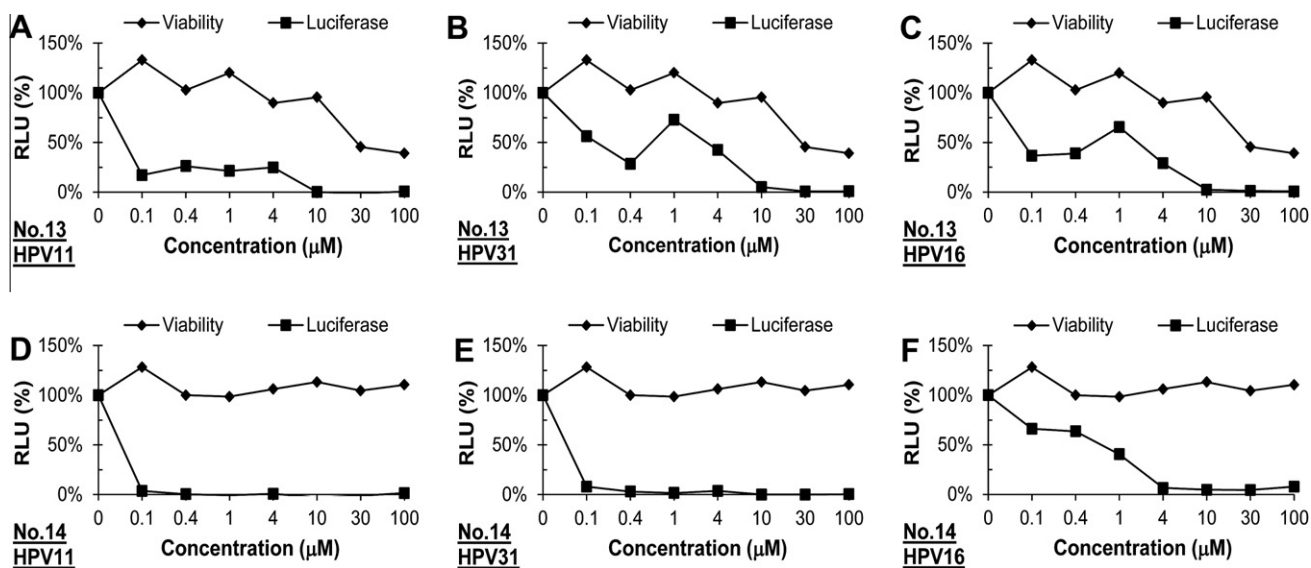 A
Viability
Luciferase
150%
100%
50%
0%
RLU (%)
0 0.1 0.4 1 4 10 30 100
Concentration (μM)
No.13
HPV11
B
Viability
Luciferase
150%
100%
50%
0%
RLU (%)
0 0.1 0.4 1 4 10 30 100
Concentration (μM)
No.13
HPV31
C
Viability
Luciferase
150%
100%
50%
0%
RLU (%)
0 0.1 0.4 1 4 10 30 100
Concentration (μM)
No.13
HPV16
D
Viability
Luciferase
150%
100%
50%
0%
RLU (%)
0 0.1 0.4 1 4 10 30 100
Concentration (μM)
No.14
HPV11
E
Viability
Luciferase
150%
100%
50%
0%
RLU (%)
0 0.1 0.4 1 4 10 30 100
Concentration (μM)
No.14
HPV31
F
Viability
Luciferase
150%
100%
50%
0%
RLU (%)
0 0.1 0.4 1 4 10 30 100
Concentration (μM)
No.14
HPV16